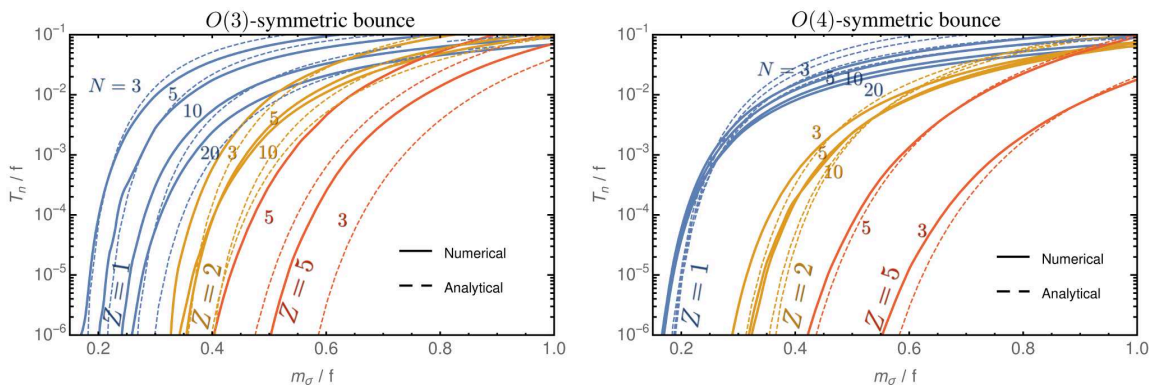 O(3)-symmetric bounce
10⁻¹
10⁻²
10⁻³
10⁻⁴
10⁻⁵
10⁻⁶
Tₙ / f
N = 3
5
10
20
3
5
10
5
3
Z = 1
Z = 2
Z = 5
Numerical
Analytical
0.2
0.4
0.6
0.8
1.0
m_σ / f
O(4)-symmetric bounce
10⁻¹
10⁻²
10⁻³
10⁻⁴
10⁻⁵
10⁻⁶
Tₙ / f
N = 3
5
10
20
3
5
10
5
3
Z = 1
Z = 2
Z = 5
Numerical
Analytical
0.2
0.4
0.6
0.8
1.0
m_σ / f